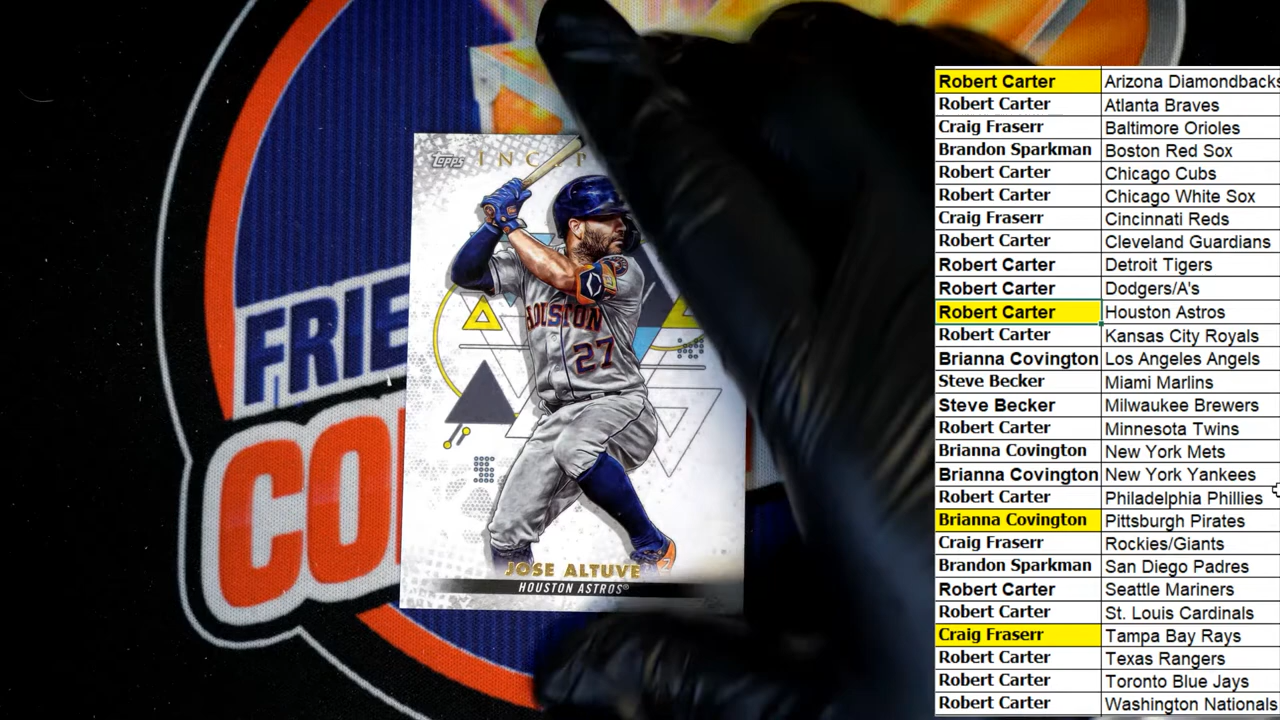 FRIE
CO
Topps INCEP
HOUSTON
27
JOSE ALTUVE
HOUSTON ASTROS®
Robert Carter Arizona Diamondbacks
Robert Carter Atlanta Braves
Craig Fraserr Baltimore Orioles
Brandon Sparkman Boston Red Sox
Robert Carter Chicago Cubs
Robert Carter Chicago White Sox
Craig Fraserr Cincinnati Reds
Robert Carter Cleveland Guardians
Robert Carter Detroit Tigers
Robert Carter Dodgers/A's
Robert Carter Houston Astros
Robert Carter Kansas City Royals
Brianna Covington Los Angeles Angels
Steve Becker Miami Marlins
Steve Becker Milwaukee Brewers
Robert Carter Minnesota Twins
Brianna Covington New York Mets
Brianna Covington New York Yankees
Robert Carter Philadelphia Phillies
Brianna Covington Pittsburgh Pirates
Craig Fraserr Rockies/Giants
Brandon Sparkman San Diego Padres
Robert Carter Seattle Mariners
Robert Carter St. Louis Cardinals
Craig Fraserr Tampa Bay Rays
Robert Carter Texas Rangers
Robert Carter Toronto Blue Jays
Robert Carter Washington Nationals